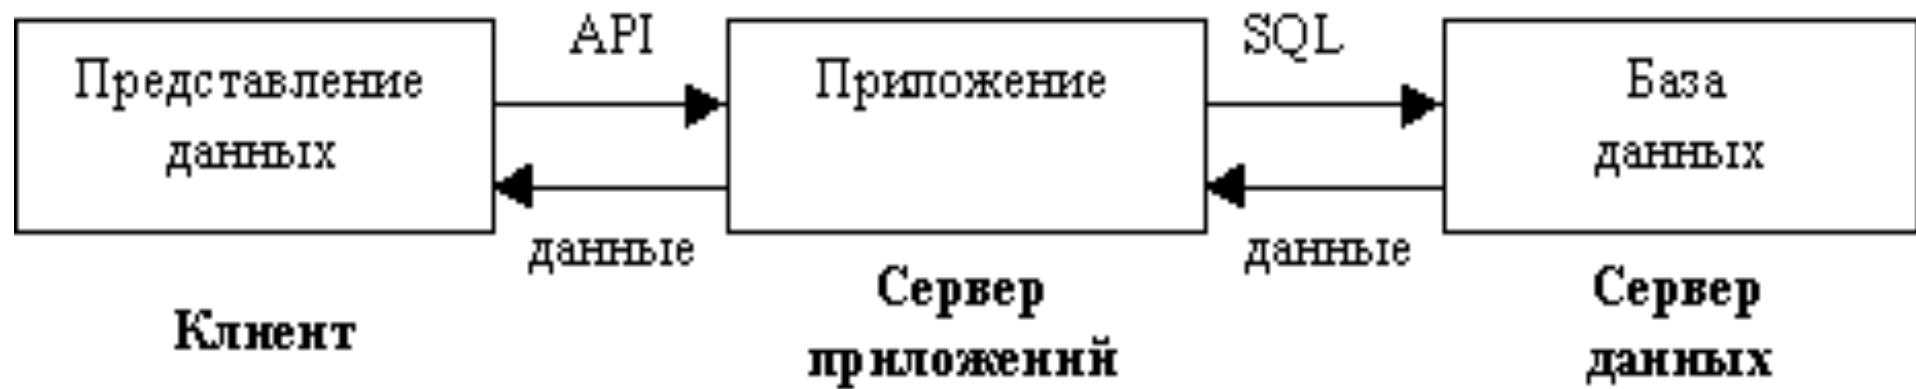 Представление
данных
API
данные
Клиент
Приложение
Сервер
приложений
SQL
данные
База
данных
Сервер
данных